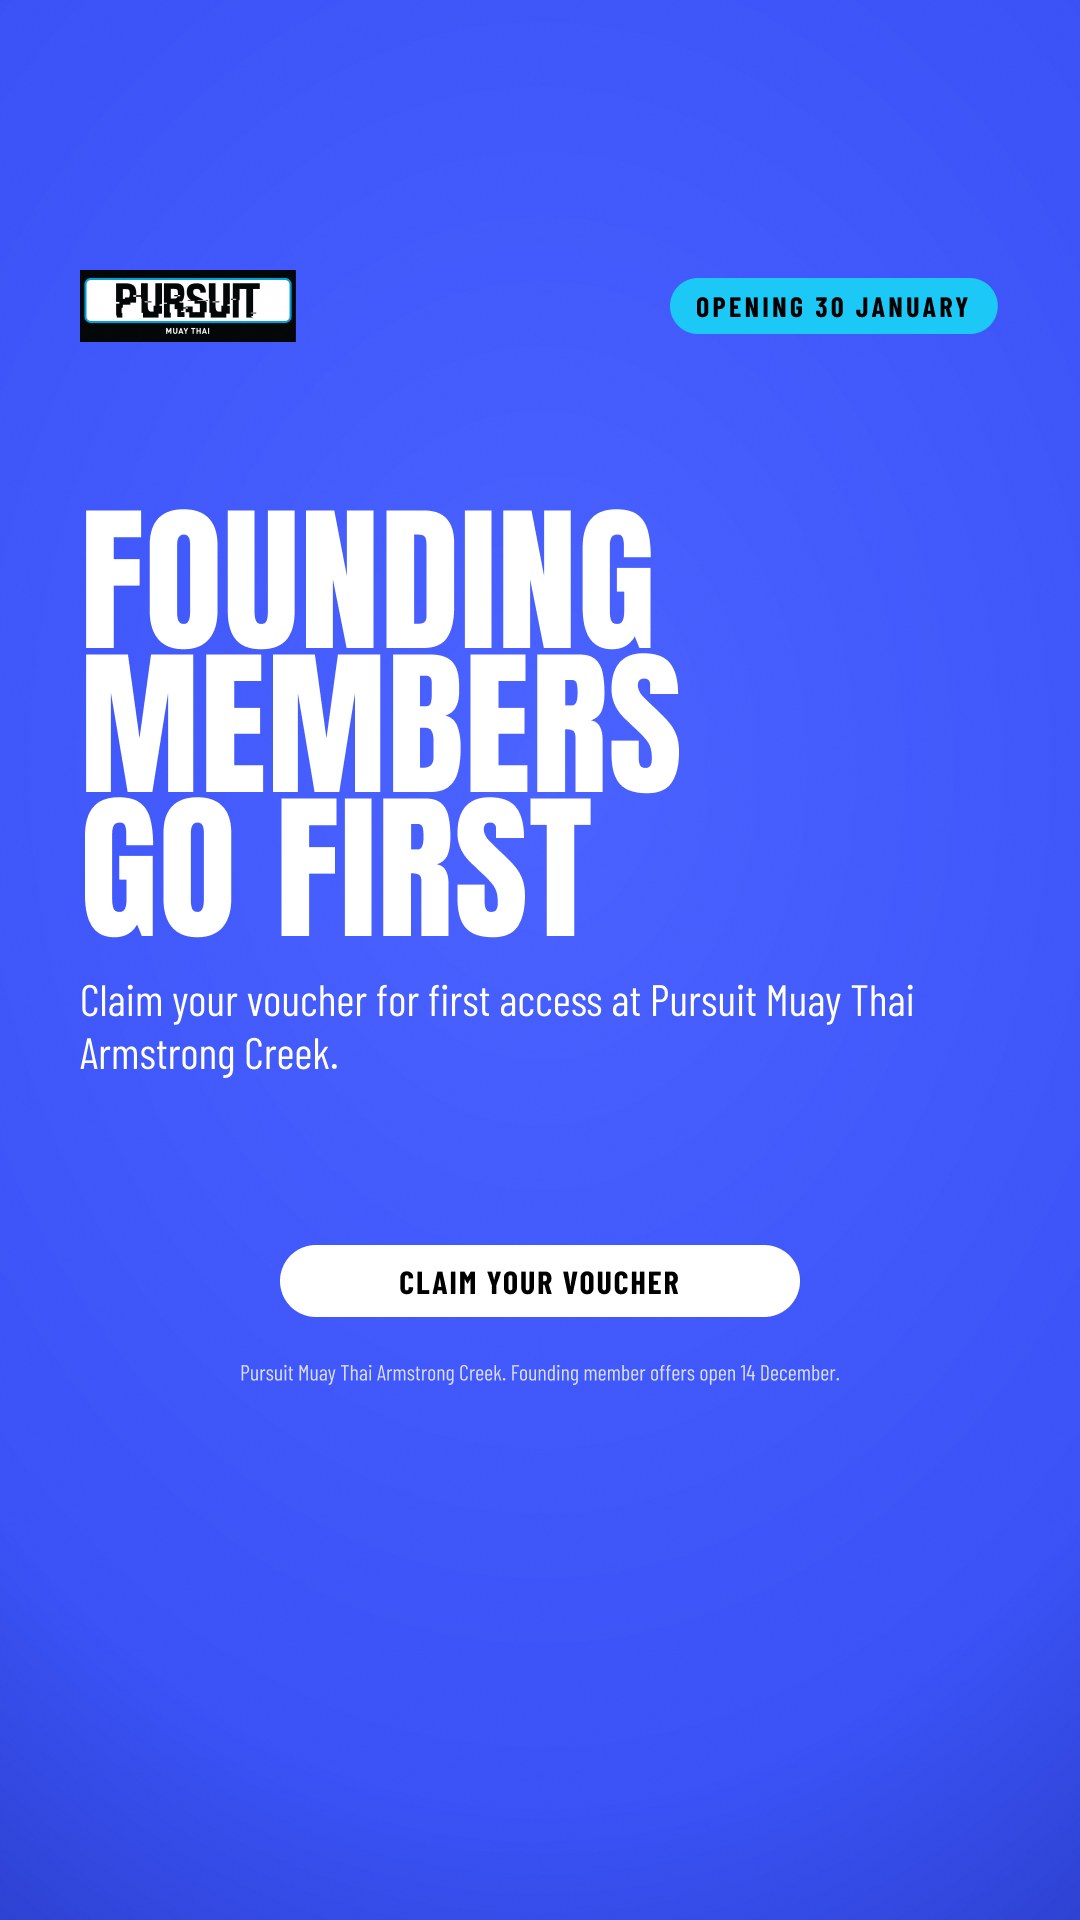 PURSUIT
MUAY THAI
OPENING 30 JANUARY
FOUNDING
MEMBERS
GO FIRST
Claim your voucher for first access at Pursuit Muay Thai
Armstrong Creek.
CLAIM YOUR VOUCHER
Pursuit Muay Thai Armstrong Creek. Founding member offers open 14 December.